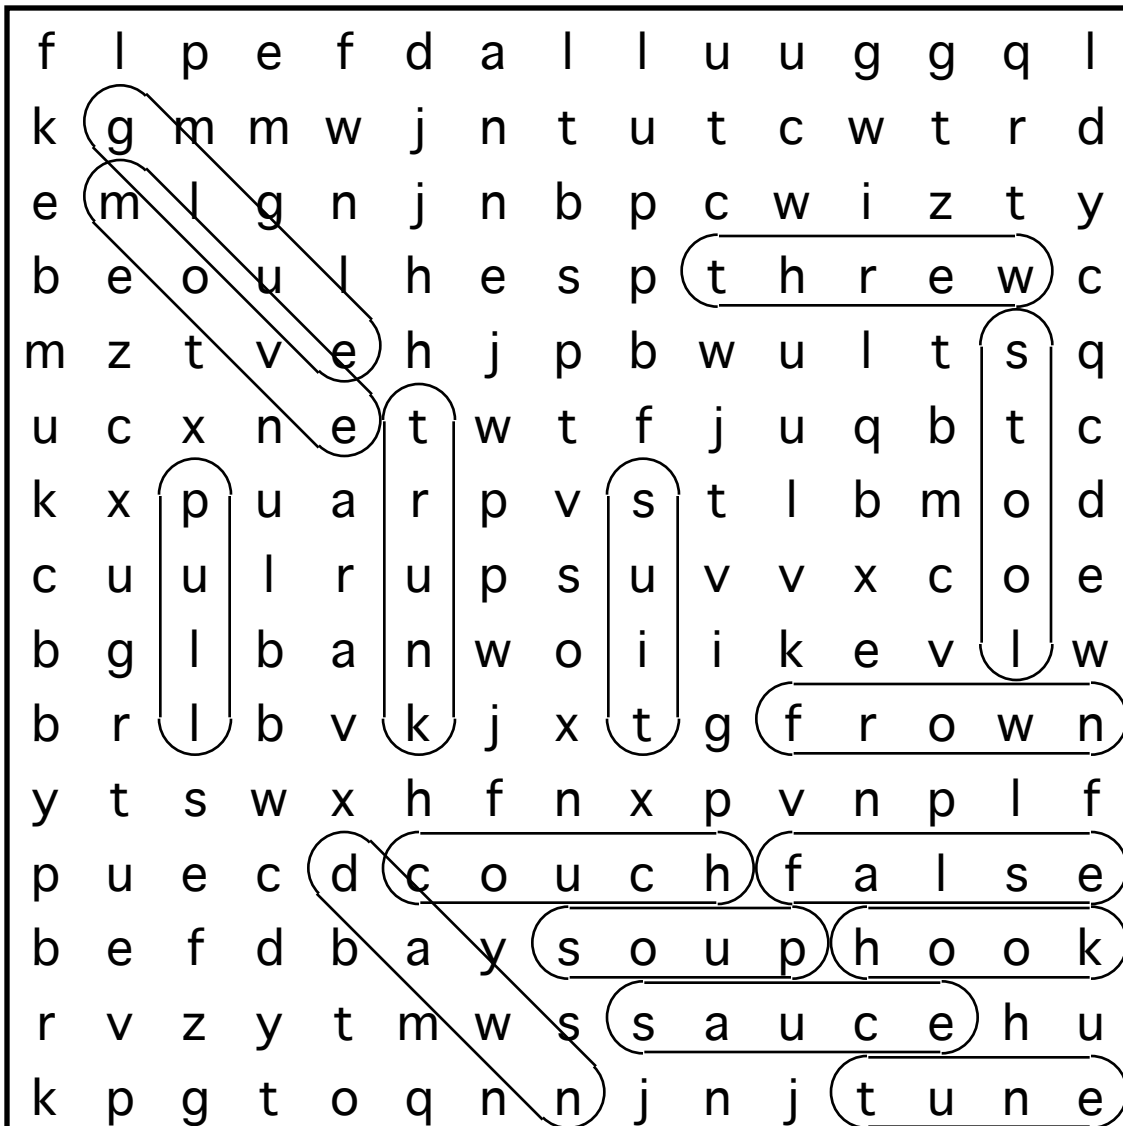 f l p e f d a l l u u g g q l
k g m m w j n t u t c w t r d
e m l g n j n b p c w i z t y
b e o u l h e s p t h r e w c
m z t v e h j p b w u l t s q
u c x n e t w t f j u q b t c
k x p u a r p v s t l b m o d
c u u l r u p s u v v x c o e
b g l b a n w o i i k e v l w
b r l b v k j x t g f r o w n
y t s w x h f n x p v n p l f
p u e c d c o u c h f a l s e
b e f d b a y s o u p h o o k
r v z y t m w s s a u c e h u
k p g t o q n n j n j t u n e